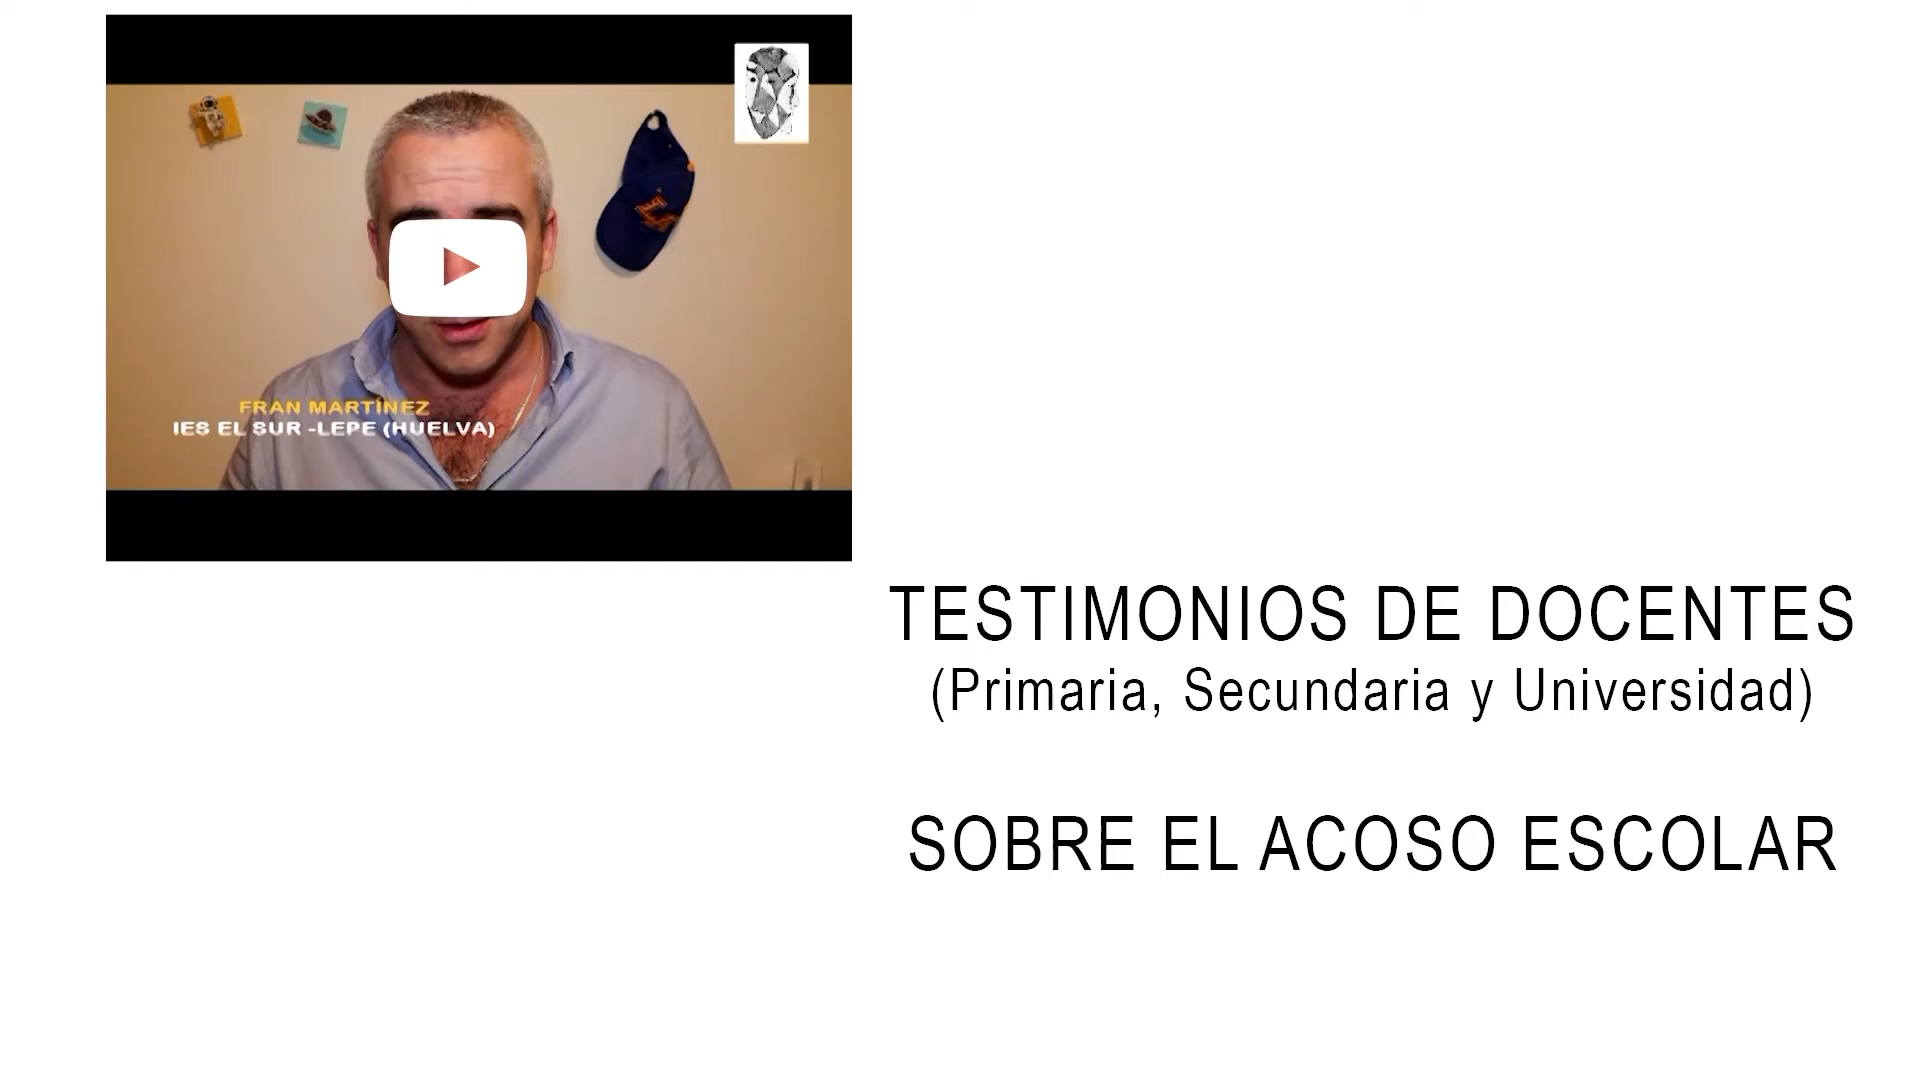 FRAN MARTÍNEZ
IES EL SUR -LEPE (HUELVA)
TESTIMONIOS DE DOCENTES
(Primaria, Secundaria y Universidad)
SOBRE EL ACOSO ESCOLAR